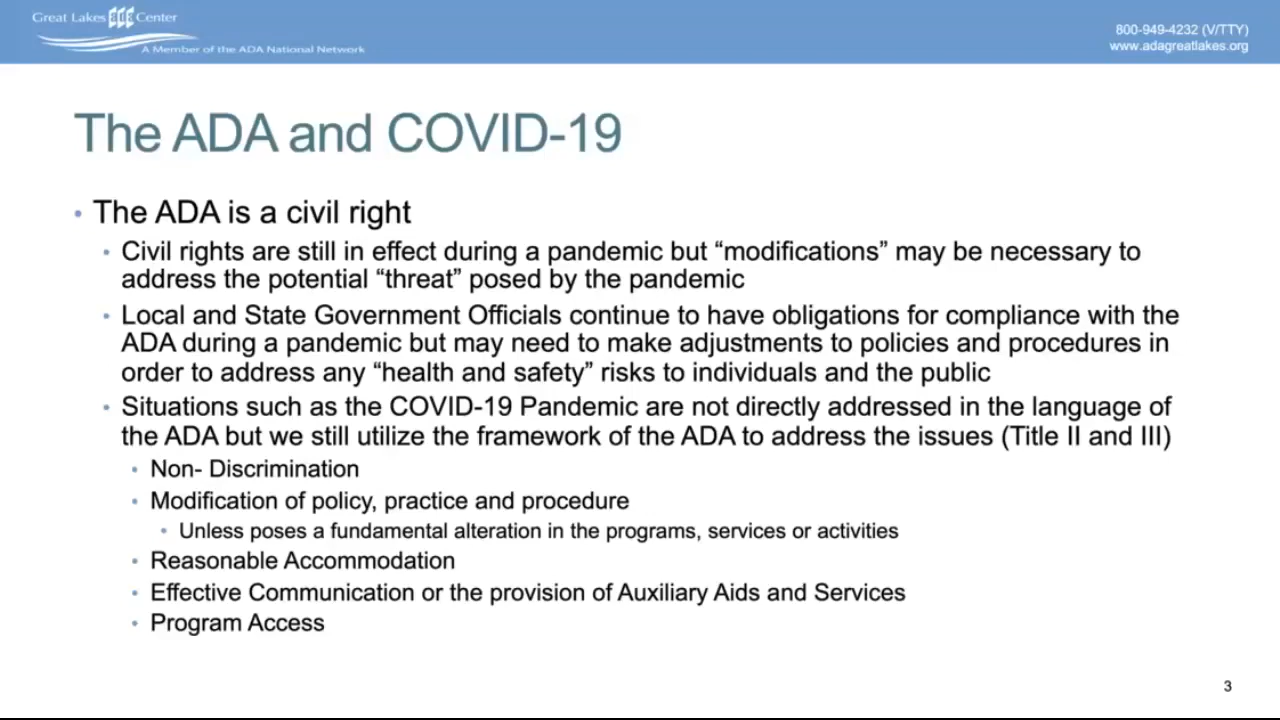 Great Lakes ada Center
A Member of the ADA National Network
800-949-4232 (V/TTY)
www.adagreatlakes.org
The ADA and COVID-19
• The ADA is a civil right
• Civil rights are still in effect during a pandemic but “modifications” may be necessary to
address the potential “threat” posed by the pandemic
• Local and State Government Officials continue to have obligations for compliance with the
ADA during a pandemic but may need to make adjustments to policies and procedures in
order to address any “health and safety” risks to individuals and the public
• Situations such as the COVID-19 Pandemic are not directly addressed in the language of
the ADA but we still utilize the framework of the ADA to address the issues (Title II and III)
• Non- Discrimination
• Modification of policy, practice and procedure
• Unless poses a fundamental alteration in the programs, services or activities
• Reasonable Accommodation
• Effective Communication or the provision of Auxiliary Aids and Services
• Program Access
3